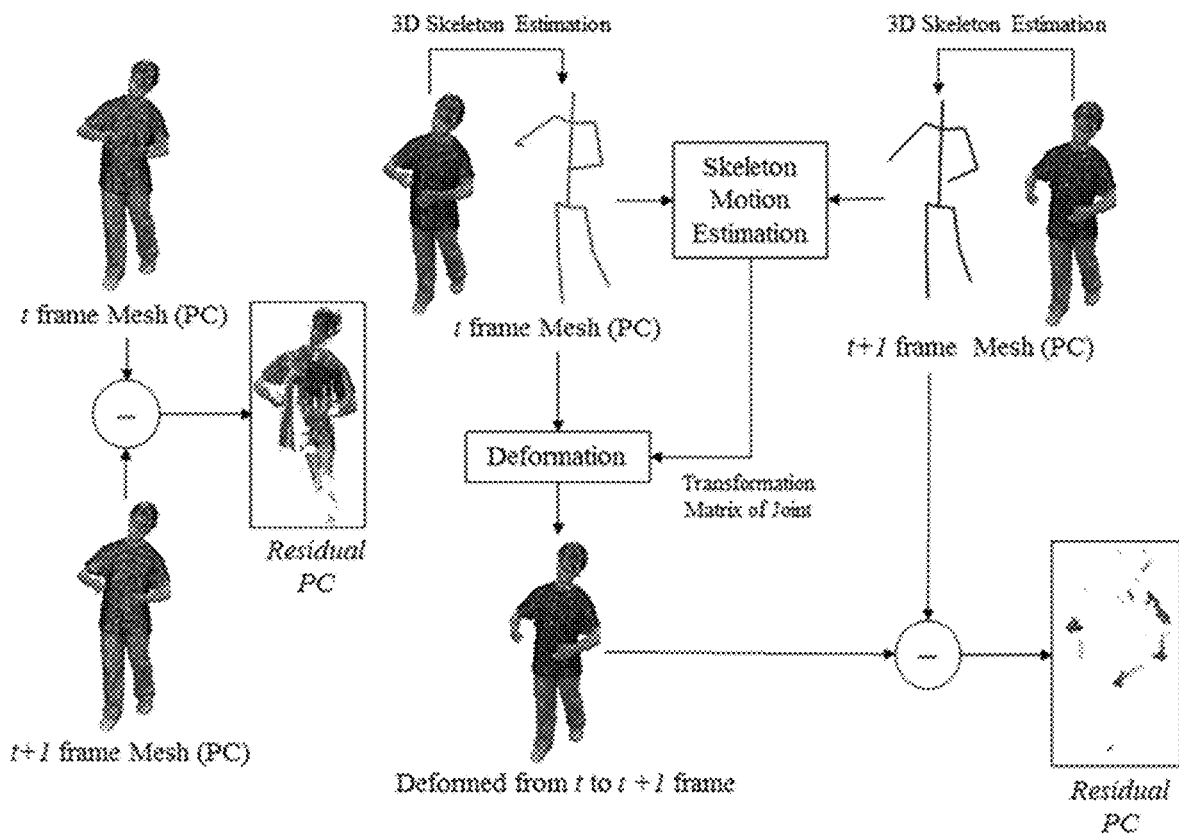 3D Skeleton Estimation
3D Skeleton Estimation
Skeleton
Motion
Estimation
t frame Mesh (PC)
t frame Mesh (PC)
t+1 frame Mesh (PC)
–
Deformation
Transformation
Matrix of Joint
Residual
PC
–
t+1 frame Mesh (PC)
Deformed from t to t +1 frame
Residual
PC